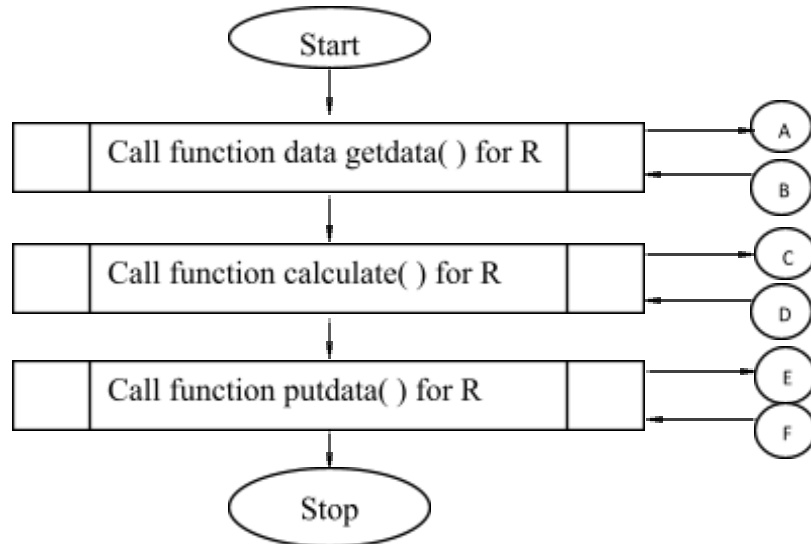 Start
Call function data getdata( ) for R
A
B
Call function calculate( ) for R
C
D
Call function putdata( ) for R
E
F
Stop